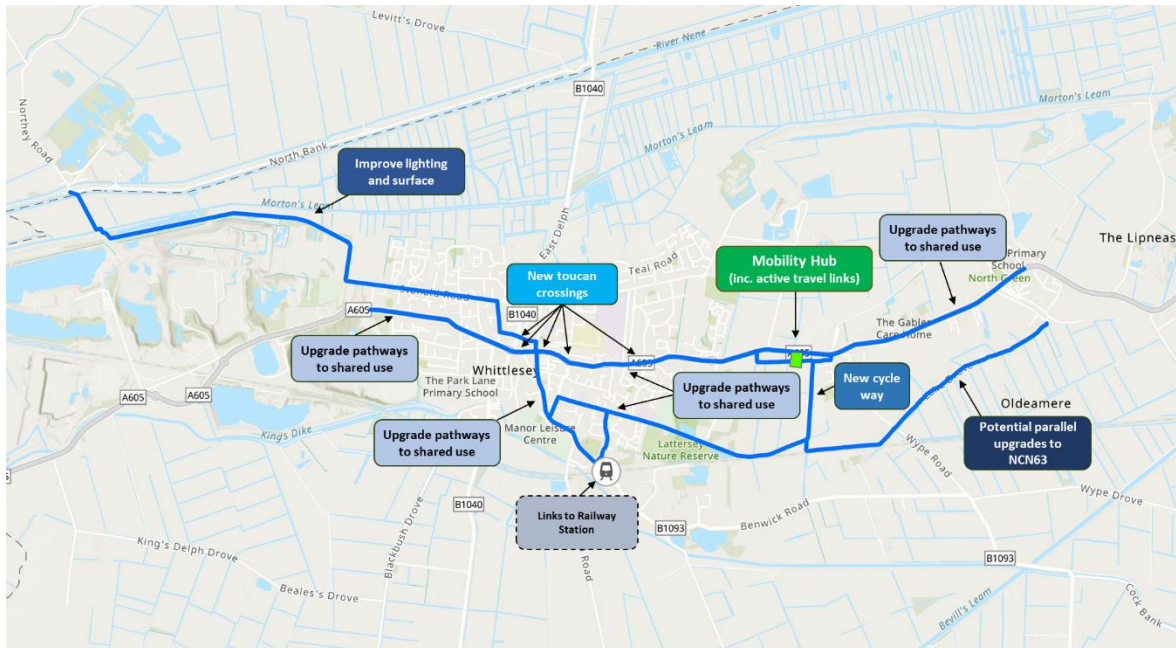 Levitt's Drove
River Nene
B1040
Morton's Leam
Northey Road
North Bank
Morton's Leam
Improve lighting
and surface
Morton's Leam
Upgrade pathways
to shared use
The Lipneas
Primary
School
North Green
East Delph
Teal Road
Mobility Hub
(inc. active travel links)
New toucan
crossings
Stonald Road
B1040
A605
The Gables
Care Home
A605
A605
Upgrade pathways
to shared use
Whittlesey
The Park Lane
Primary School
Upgrade pathways
to shared use
New cycle
way
Oldeamere
A605
A605
King's Dike
Upgrade pathways
to shared use
Manor Leisure
Centre
Lattersey
Nature Reserve
Wype Road
Potential parallel
upgrades to
NCN63
Links to Railway
Station
B1040
Blackbush Drove
B1093
Benwick Road
Wype Drove
King's Delph Drove
Road
B1093
Beales's Drove
Bevill's Leam
Cock Bank